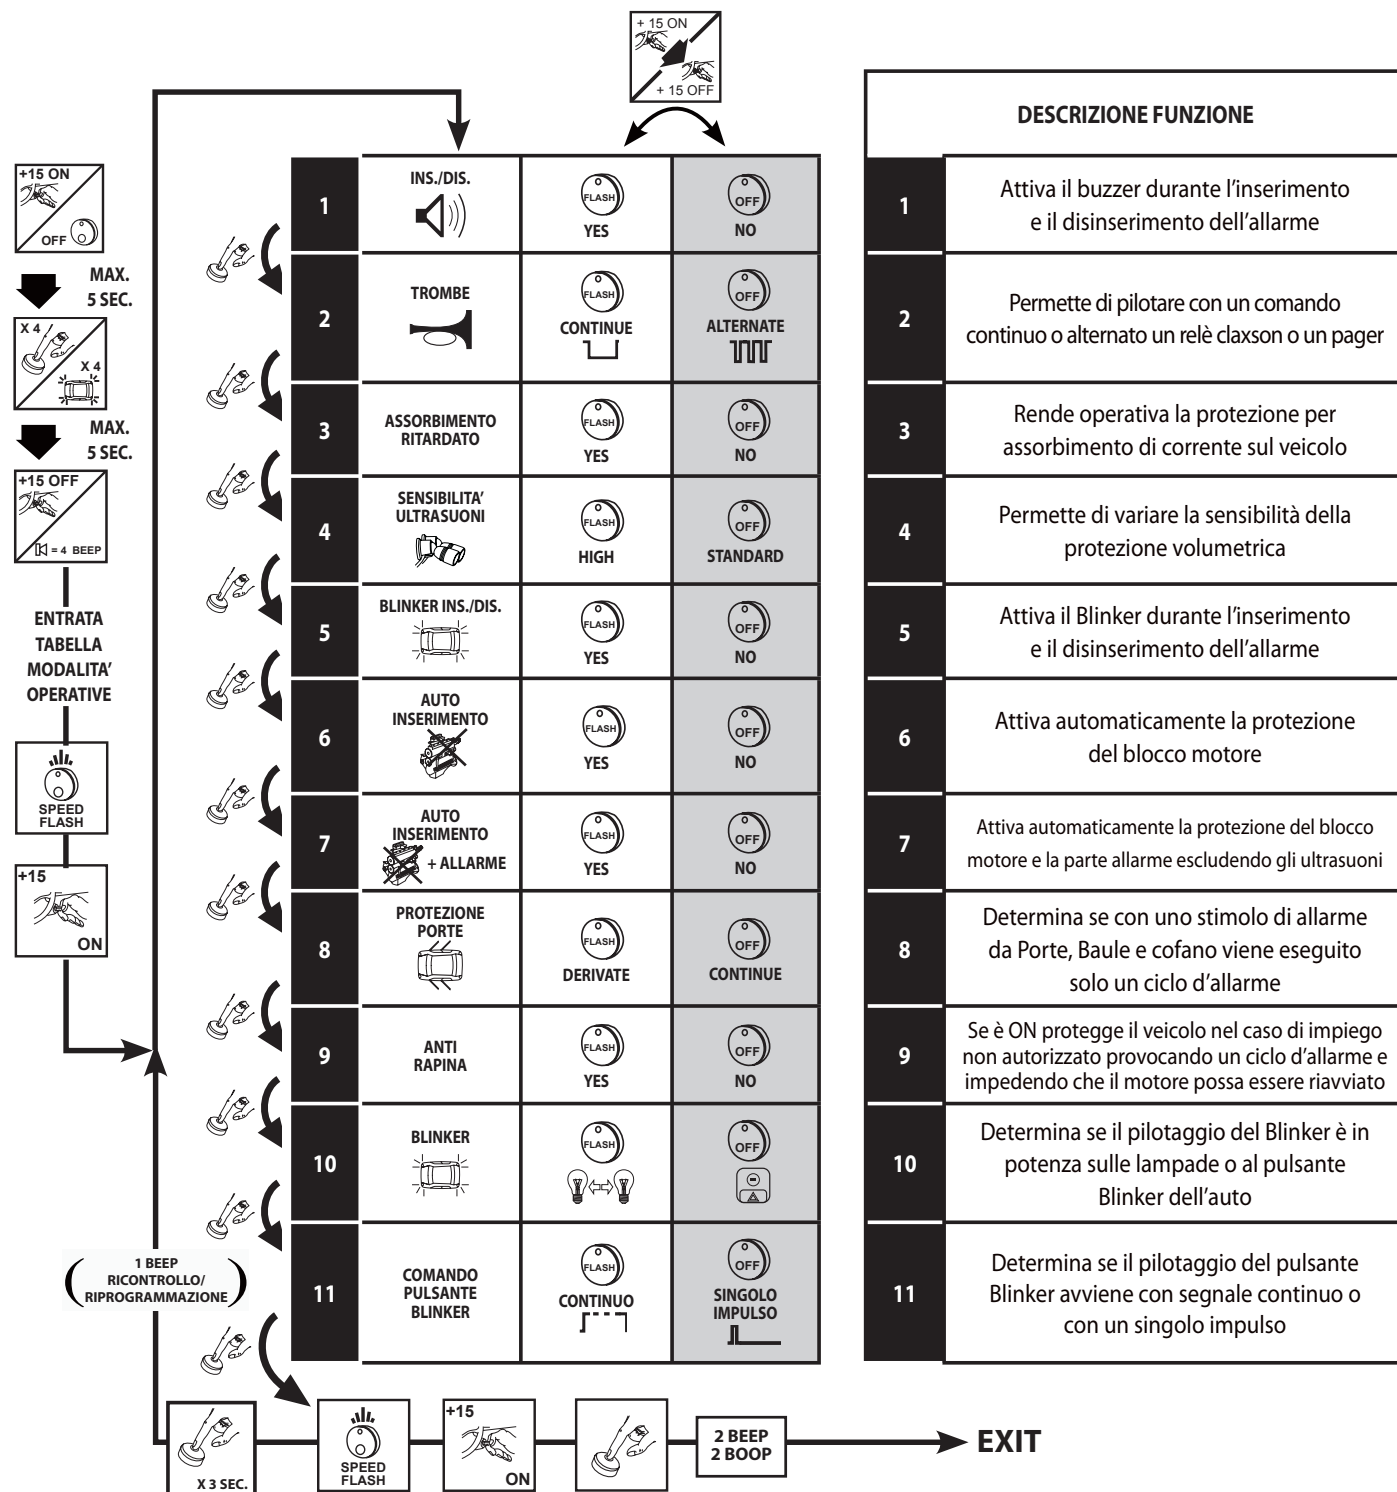 + 15 ON
+ 15 OFF
DESCRIZIONE FUNZIONE
+15 ON
OFF
MAX.
5 SEC.
X 4
X 4
MAX.
5 SEC.
+15 OFF
= 4 BEEP
ENTRATA
TABELLA
MODALITA'
OPERATIVE
SPEED
FLASH
+15
ON
1
INS./DIS.
FLASH
YES
OFF
NO
1
Attiva il buzzer durante l'inserimento
e il disinserimento dell'allarme
2
TROMBE
FLASH
CONTINUE
OFF
ALTERNATE
2
Permette di pilotare con un comando
continuo o alternato un relè claxson o un pager
3
ASSORBIMENTO
RITARDATO
FLASH
YES
OFF
NO
3
Rende operativa la protezione per
assorbimento di corrente sul veicolo
4
SENSIBILITA'
ULTRASUONI
FLASH
HIGH
OFF
STANDARD
4
Permette di variare la sensibilità della
protezione volumetrica
5
BLINKER INS./DIS.
FLASH
YES
OFF
NO
5
Attiva il Blinker durante l'inserimento
e il disinserimento dell'allarme
6
AUTO
INSERIMENTO
FLASH
YES
OFF
NO
6
Attiva automaticamente la protezione
del blocco motore
7
AUTO
INSERIMENTO
+ ALLARME
FLASH
YES
OFF
NO
7
Attiva automaticamente la protezione del blocco
motore e la parte allarme escludendo gli ultrasuoni
8
PROTEZIONE
PORTE
FLASH
DERIVATE
OFF
CONTINUE
8
Determina se con uno stimolo di allarme
da Porte, Baule e cofano viene eseguito
solo un ciclo d'allarme
9
ANTI
RAPINA
FLASH
YES
OFF
NO
9
Se è ON protegge il veicolo nel caso di impiego
non autorizzato provocando un ciclo d'allarme e
impedendo che il motore possa essere riavviato
10
BLINKER
FLASH
OFF
10
Determina se il pilotaggio del Blinker è in
potenza sulle lampade o al pulsante
Blinker dell'auto
11
COMANDO
PULSANTE
BLINKER
FLASH
CONTINUO
OFF
SINGOLO
IMPULSO
11
Determina se il pilotaggio del pulsante
Blinker avviene con segnale continuo o
con un singolo impulso
( 1 BEEP
RICONTROLLO/
RIPROGRAMMAZIONE )
X 3 SEC.
SPEED
FLASH
+15
ON
2 BEEP
2 BOOP
EXIT